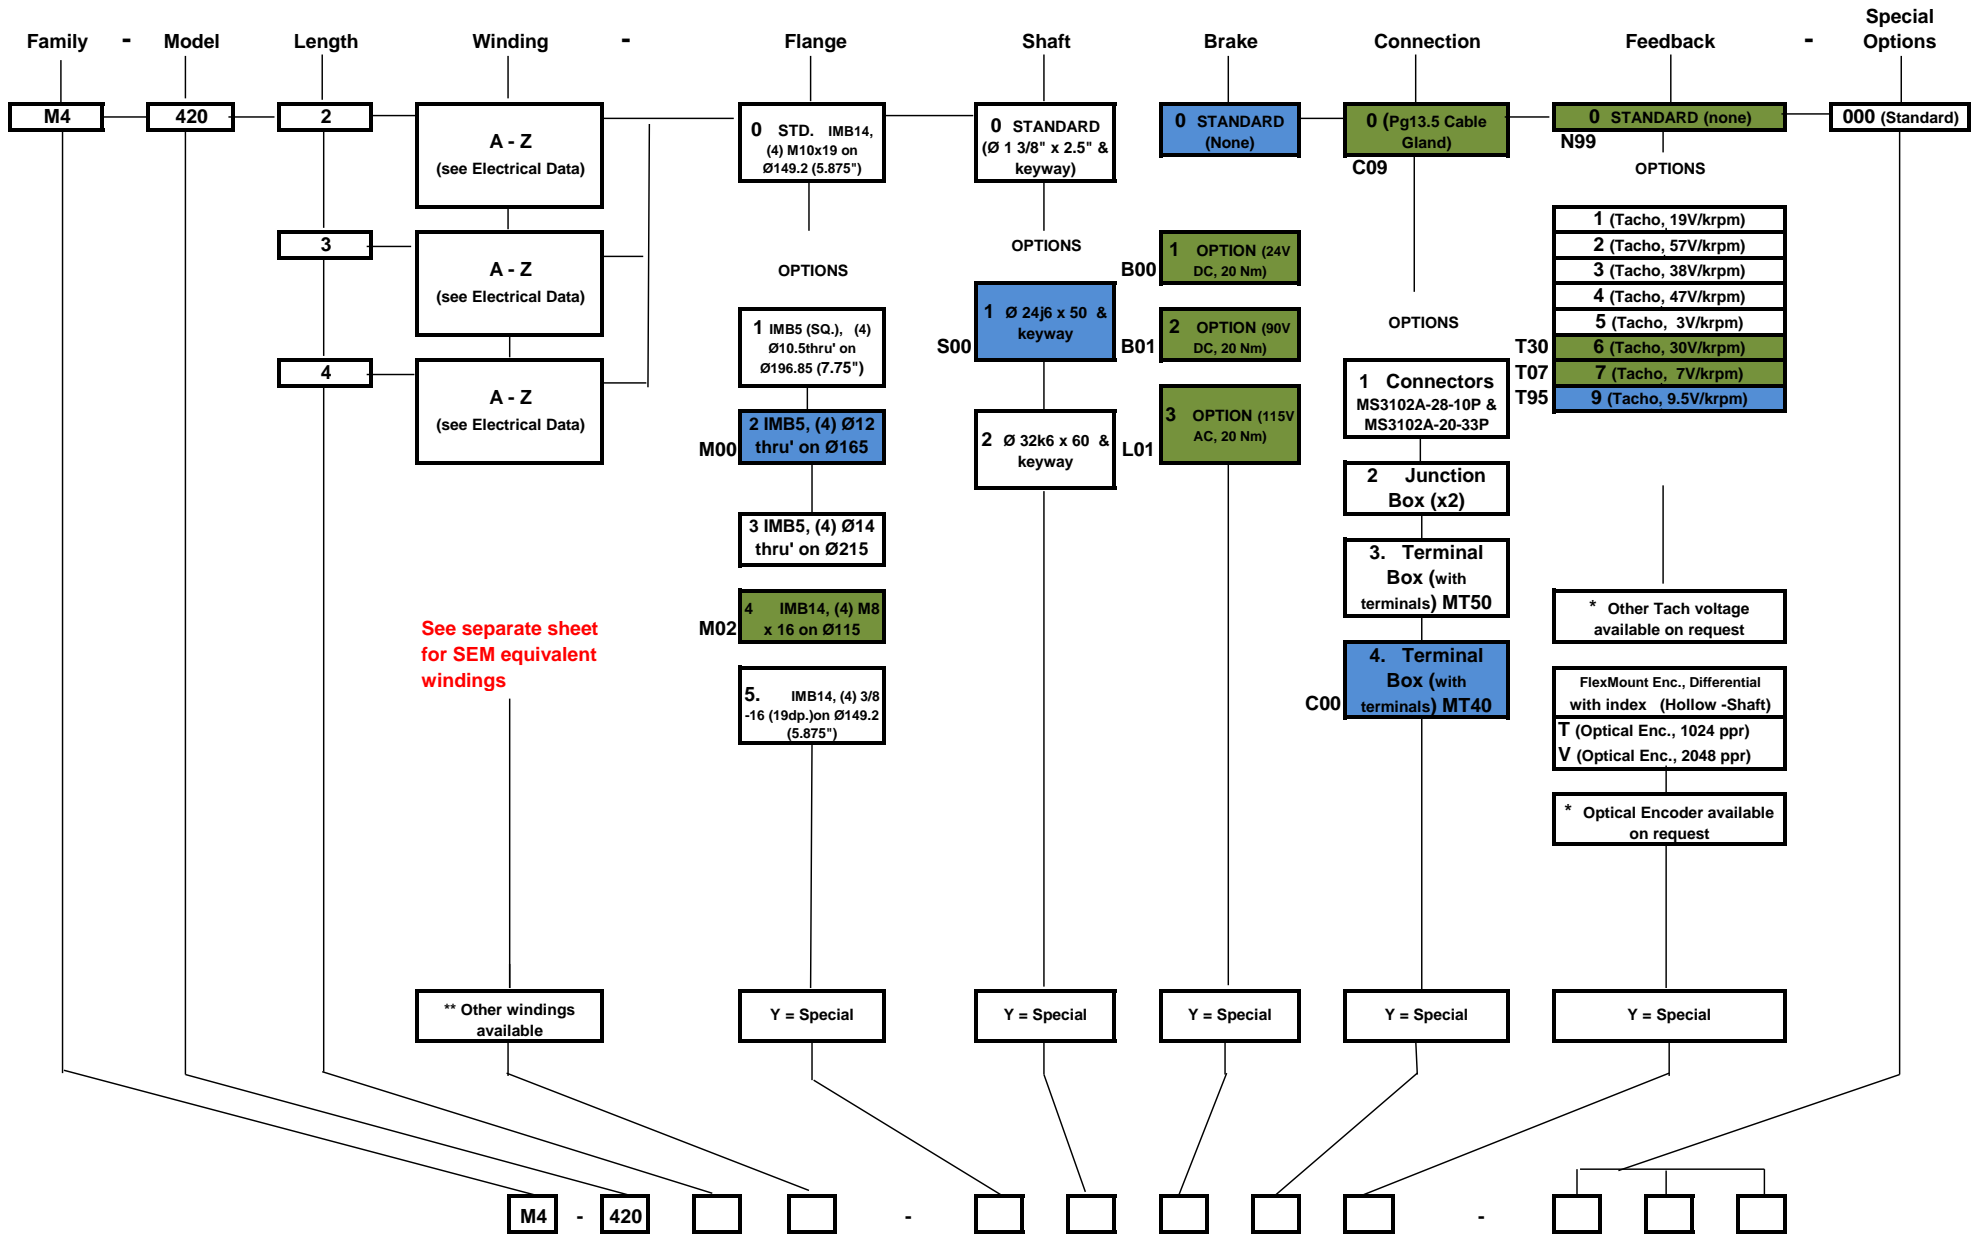 Family - Model Length Winding - Flange Shaft Brake Connection Feedback - Special
Options
M4
420
2
A - Z
(see Electrical Data)
3
A - Z
(see Electrical Data)
4
A - Z
(see Electrical Data)
See separate sheet
for SEM equivalent
windings
** Other windings
available
0 STD. IMB14,
(4) M10x19 on
Ø149.2 (5.875")
OPTIONS
1 IMB5 (SQ.), (4)
Ø10.5thru' on
Ø196.85 (7.75")
M00
2 IMB5, (4) Ø12
thru' on Ø165
3 IMB5, (4) Ø14
thru' on Ø215
M02
4 IMB14, (4) M8
x 16 on Ø115
5. IMB14, (4) 3/8
-16 (19dp.)on Ø149.2
(5.875")
Y = Special
0 STANDARD
(Ø 1 3/8" x 2.5" &
keyway)
OPTIONS
S00
1 Ø 24j6 x 50 &
keyway
2 Ø 32k6 x 60 &
keyway
Y = Special
0 STANDARD
(None)
B00
1 OPTION (24V
DC, 20 Nm)
B01
2 OPTION (90V
DC, 20 Nm)
L01
3 OPTION (115V
AC, 20 Nm)
Y = Special
0 (Pg13.5 Cable
Gland)
C09
OPTIONS
1 Connectors
MS3102A-28-10P &
MS3102A-20-33P
2 Junction
Box (x2)
3. Terminal
Box (with
terminals) MT50
C00
4. Terminal
Box (with
terminals) MT40
Y = Special
0 STANDARD (none)
N99
OPTIONS
1 (Tacho, 19V/krpm)
2 (Tacho, 57V/krpm)
3 (Tacho, 38V/krpm)
4 (Tacho, 47V/krpm)
5 (Tacho, 3V/krpm)
T30 6 (Tacho, 30V/krpm)
T07 7 (Tacho, 7V/krpm)
T95 9 (Tacho, 9.5V/krpm)
* Other Tach voltage
available on request
FlexMount Enc., Differential
with index (Hollow -Shaft)
T (Optical Enc., 1024 ppr)
V (Optical Enc., 2048 ppr)
* Optical Encoder available
on request
Y = Special
000 (Standard)
M4 - 420 - -